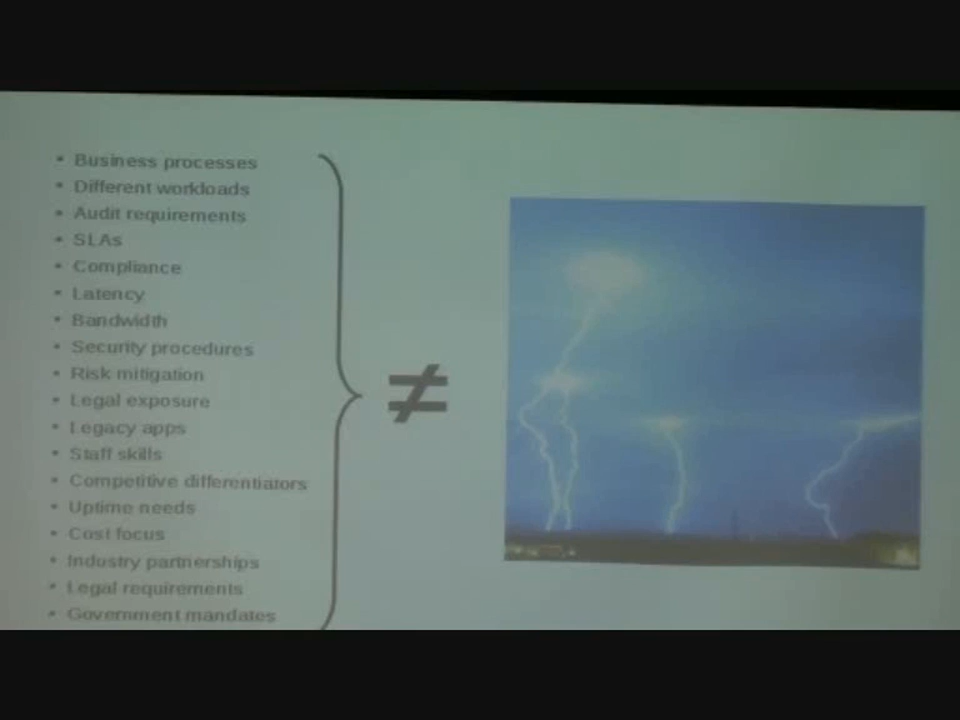 • Business processes
• Different workloads
• Audit requirements
• SLAs
• Compliance
• Latency
• Bandwidth
• Security procedures
• Risk mitigation
• Legal exposure
• Legacy apps
• Staff skills
• Competitive differentiators
• Uptime needs
• Cost focus
• Industry partnerships
• Legal requirements
• Government mandates
≠